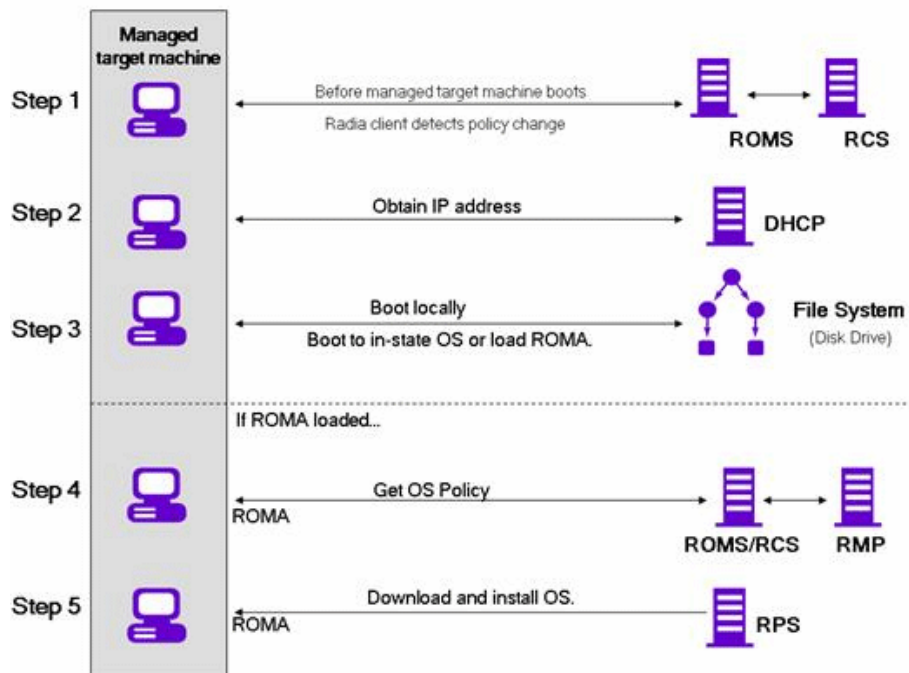 Managed
target machine
Step 1
Before managed target machine boots
Radia client detects policy change
ROMS
RCS
Step 2
Obtain IP address
DHCP
Step 3
Boot locally
Boot to in-state OS or load ROMA.
File System
(Disk Drive)
If ROMA loaded...
Step 4
Get OS Policy
ROMA
ROMS/RCS
RMP
Step 5
Download and install OS.
ROMA
RPS